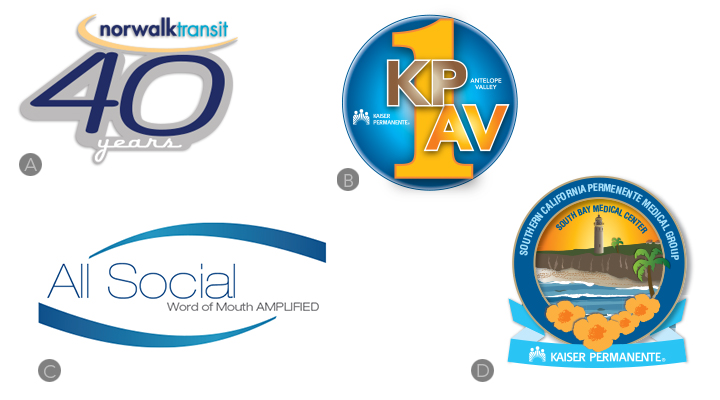 norwalktransit
40
years
A
1
KP
ANTELOPE
VALLEY
KAISER
PERMANENTE®
AV
B
All Social
Word of Mouth AMPLIFIED
C
SOUTHERN CALIFORNIA PERMENENTE MEDICAL GROUP
SOUTH BAY MEDICAL CENTER
KAISER PERMANENTE®
D